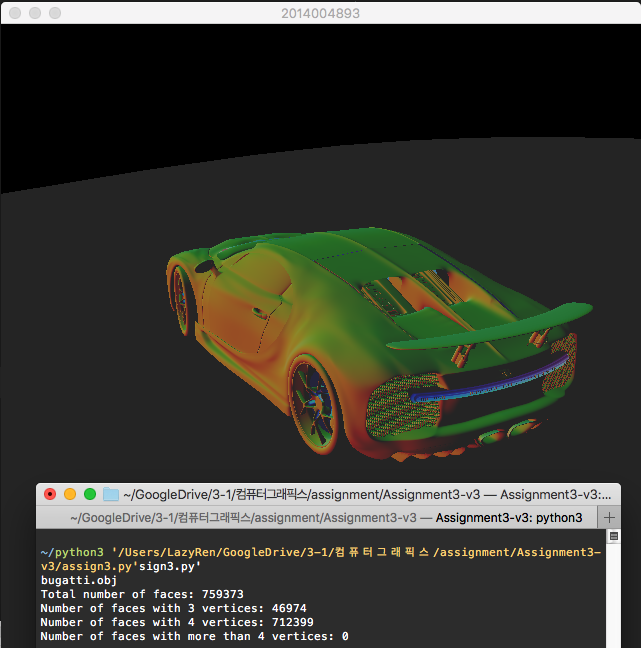 2014004893
~/GoogleDrive/3-1/컴퓨터그래픽스/assignment/Assignment3-v3 — Assignment3-v3:...
~/GoogleDrive/3-1/컴퓨터그래픽스/assignment/Assignment3-v3 — Assignment3-v3: python3
~/python3 '/Users/LazyRen/GoogleDrive/3-1/컴퓨터그래픽스/assignment/Assignment3-
v3/assign3.py'sign3.py'
bugatti.obj
Total number of faces: 759373
Number of faces with 3 vertices: 46974
Number of faces with 4 vertices: 712399
Number of faces with more than 4 vertices: 0